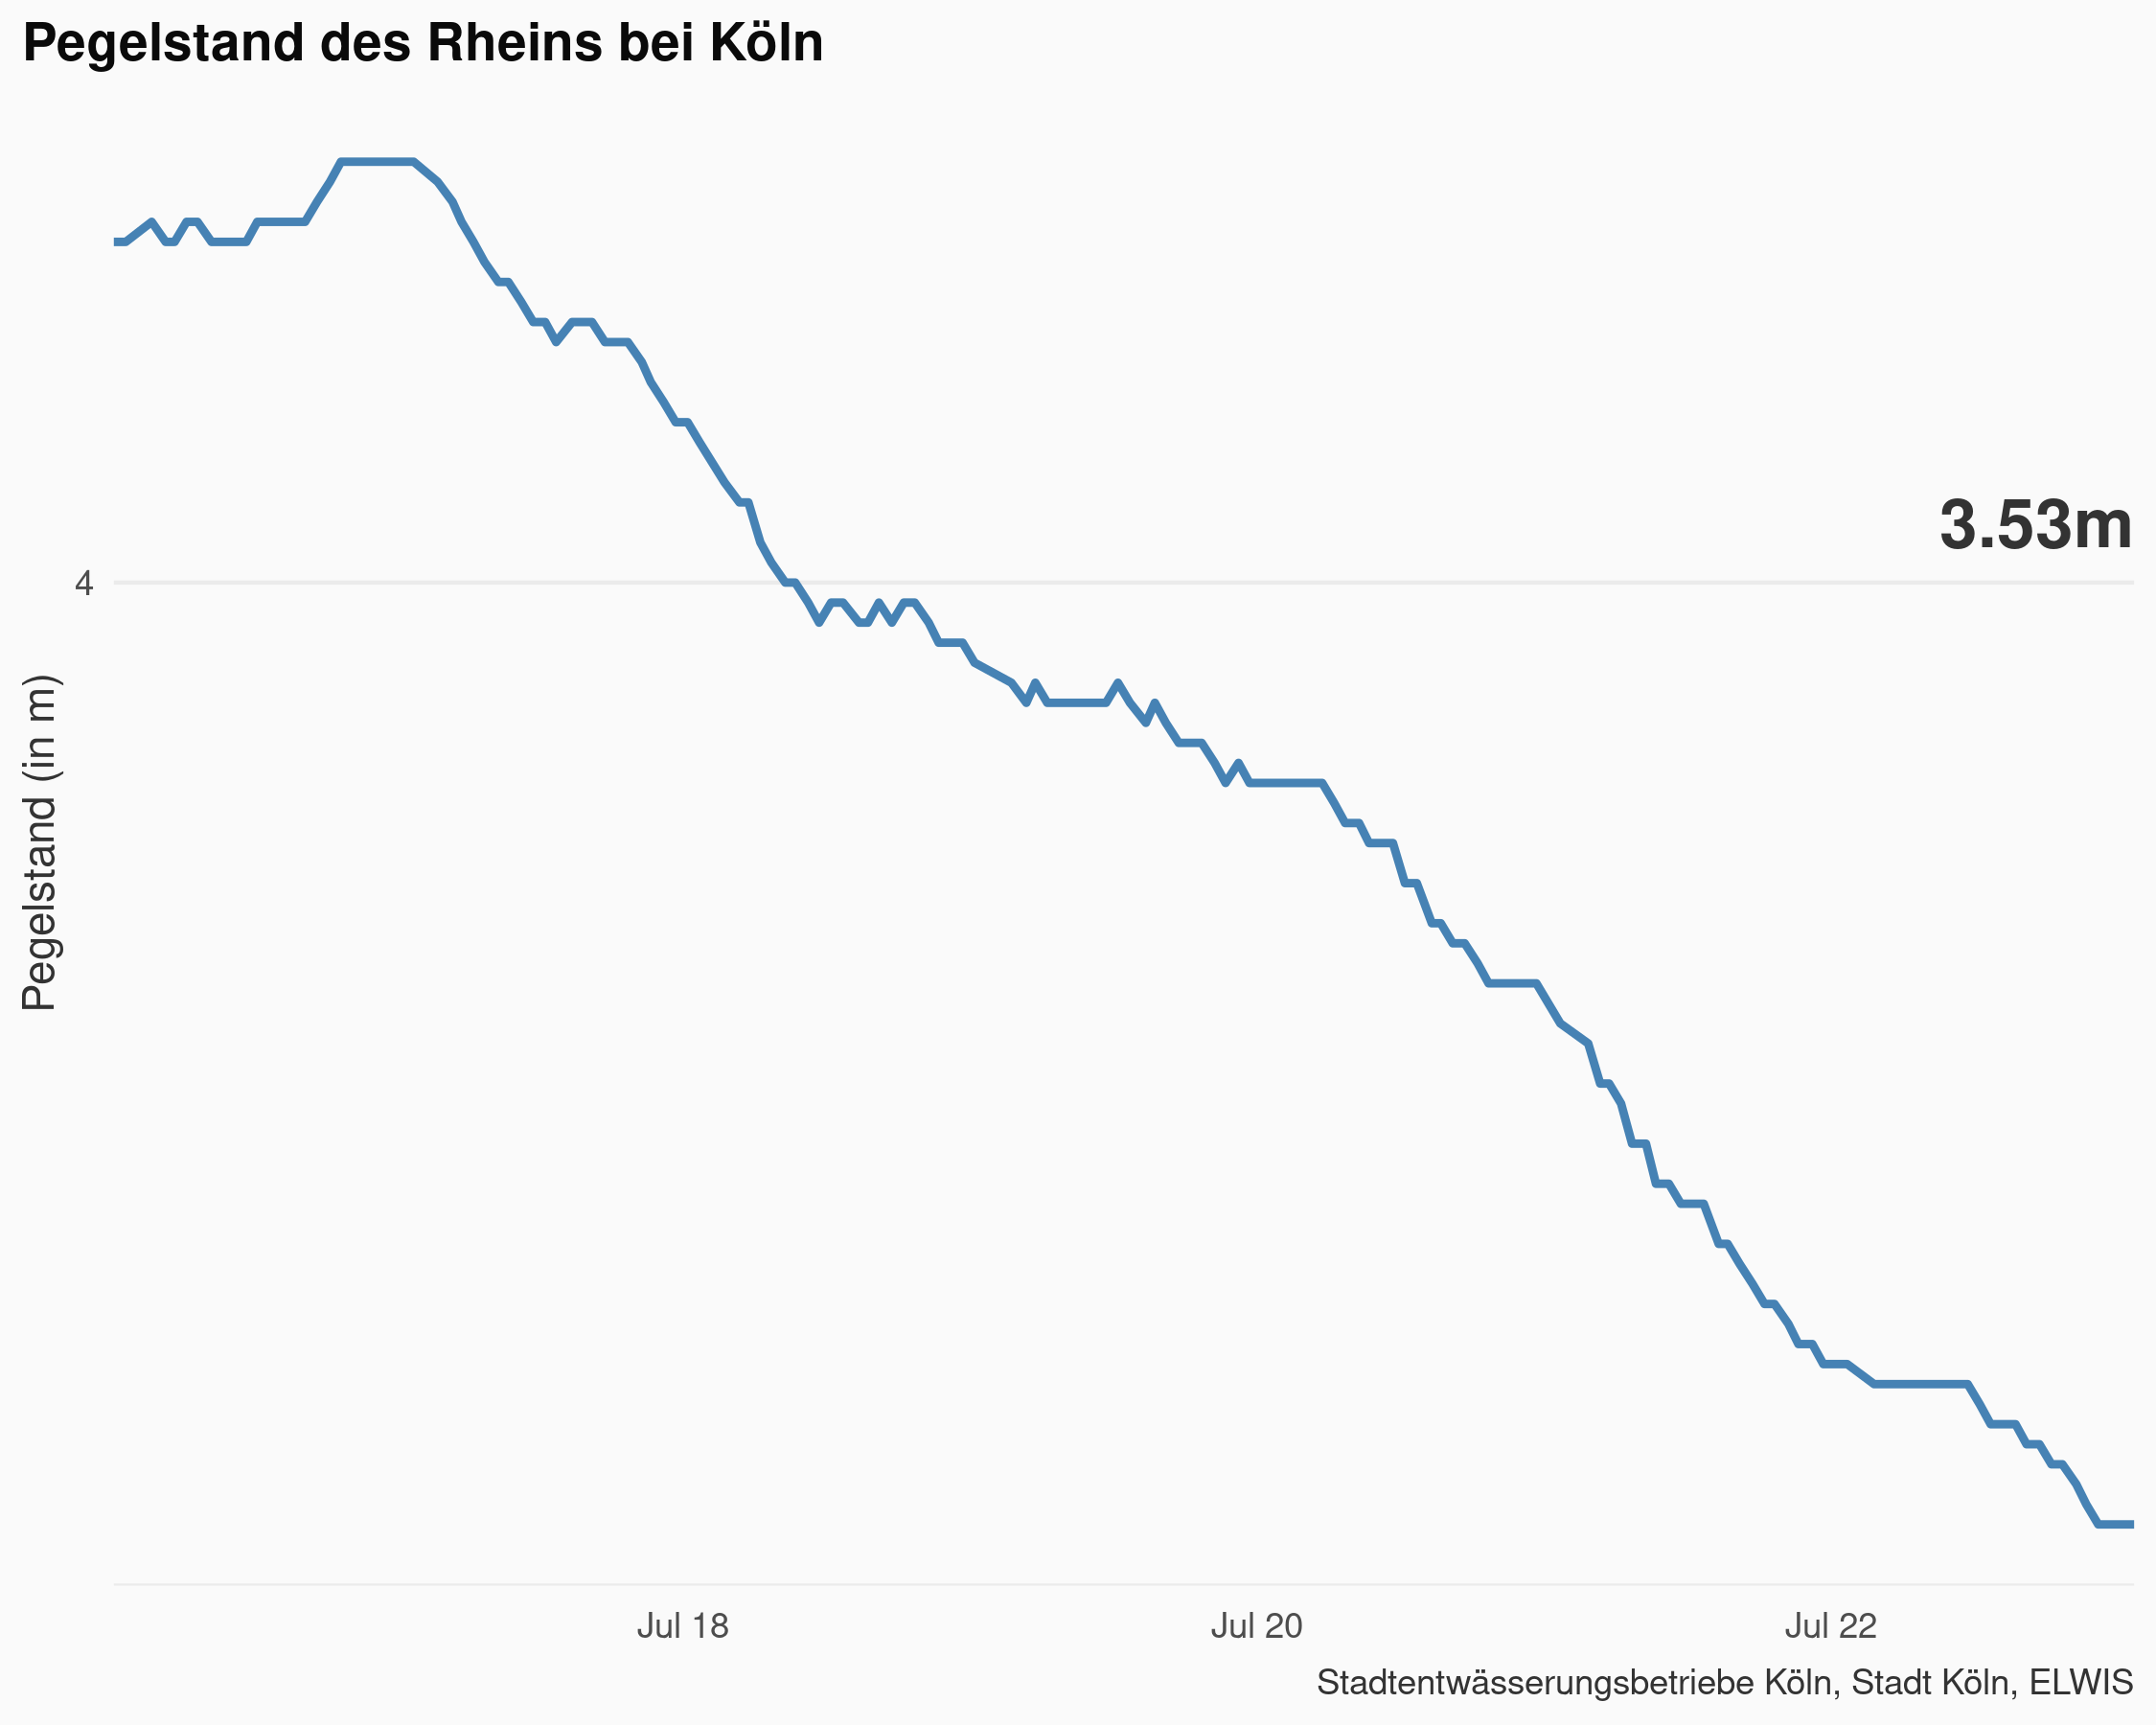 Pegelstand des Rheins bei Köln
3.53m
4
Pegelstand (in m)
Jul 18
Jul 20
Jul 22
Stadtentwässerungsbetriebe Köln, Stadt Köln, ELWIS